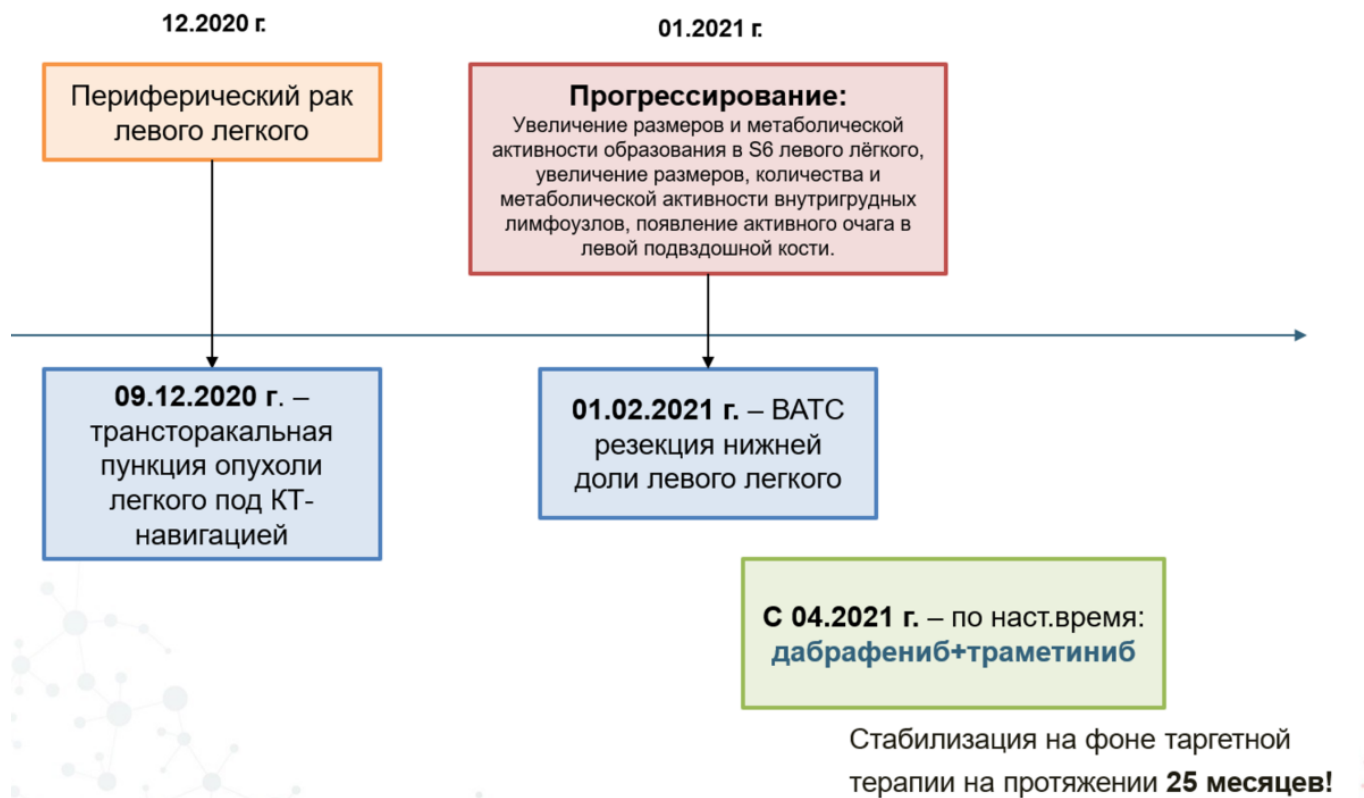 12.2020 г.
01.2021 г.
Периферический рак
левого легкого
Прогрессирование:
Увеличение размеров и метаболической
активности образования в S6 левого лёгкого,
увеличение размеров, количества и
метаболической активности внутригрудных
лимфоузлов, появление активного очага в
левой подвздошной кости.
09.12.2020 г. –
трансторакальная
пункция опухоли
легкого под КТ-
навигацией
01.02.2021 г. – ВАТС
резекция нижней
доли левого легкого
С 04.2021 г. – по наст.время:
дабрафениб+траметиниб
Стабилизация на фоне таргетной
терапии на протяжении 25 месяцев!